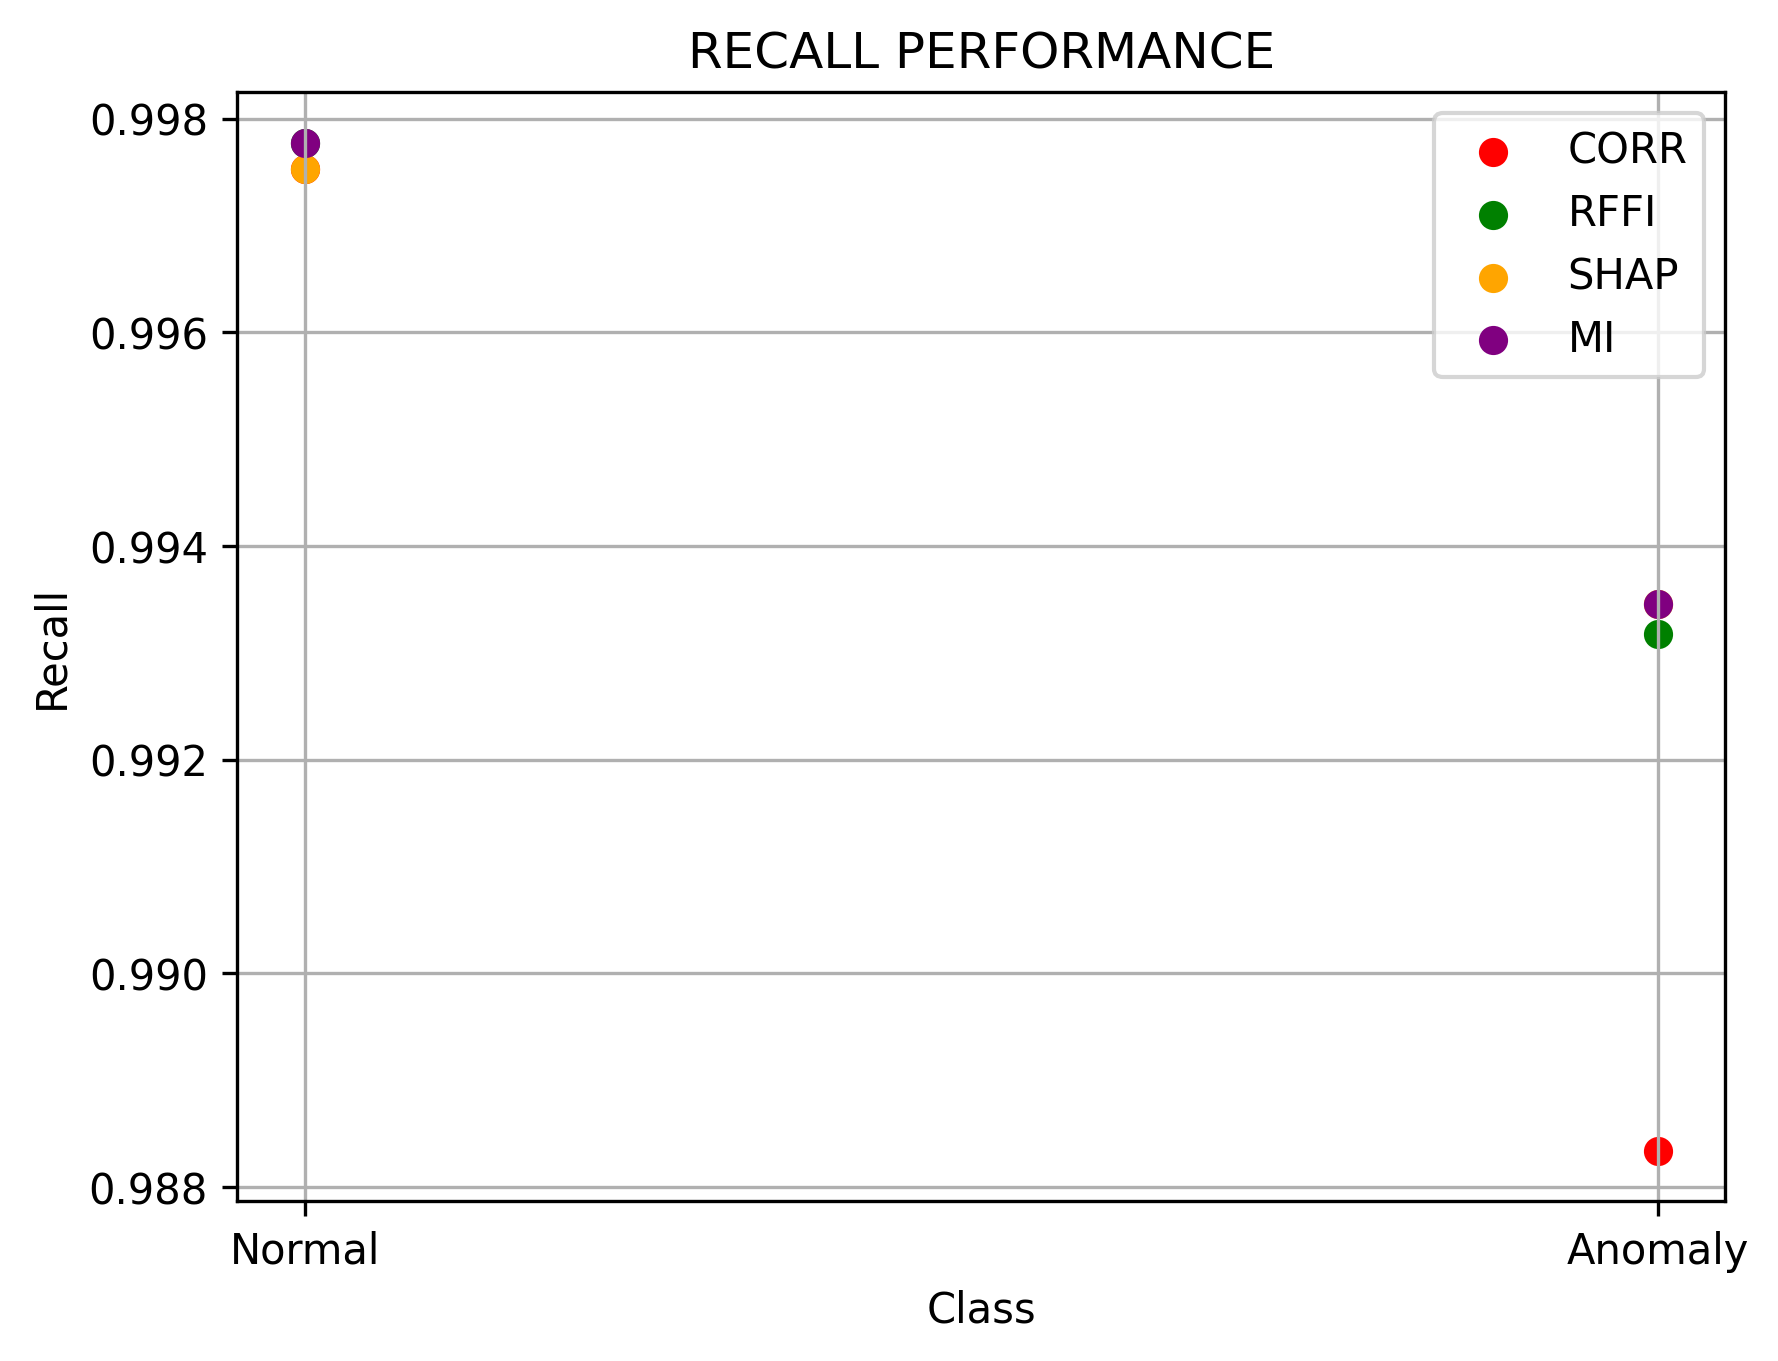 RECALL PERFORMANCE
0.998
0.996
0.994
0.992
0.990
0.988
Recall
CORR
RFFI
SHAP
MI
Normal
Anomaly
Class